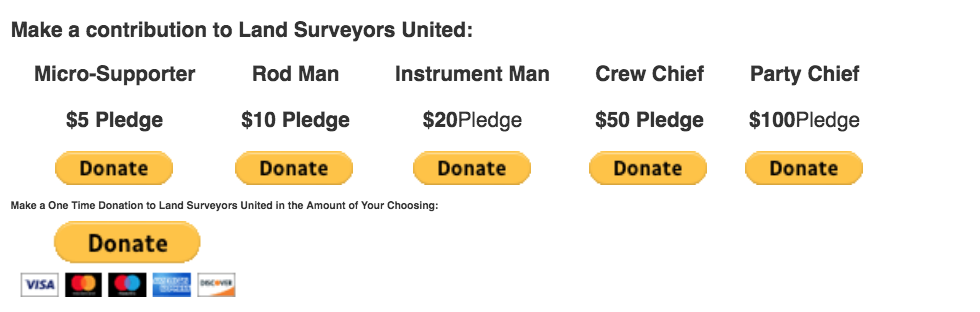 Make a contribution to Land Surveyors United:
Micro-Supporter Rod Man Instrument Man Crew Chief Party Chief
$5 Pledge $10 Pledge $20Pledge $50 Pledge $100Pledge
Donate Donate Donate Donate Donate
Make a One Time Donation to Land Surveyors United in the Amount of Your Choosing:
Donate
VISA AMERICAN EXPRESS DISCOVER